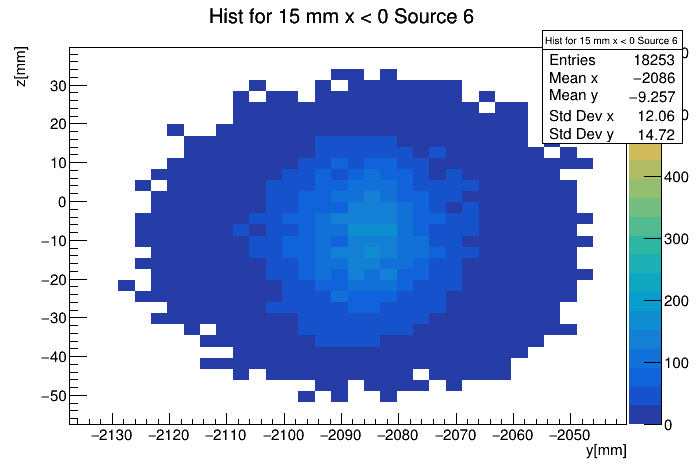 Hist for 15 mm x < 0 Source 6
z[mm]
Hist for 15 mm x < 0 Source 6
Entries 18253
Mean x −2086
Mean y −9.257
Std Dev x 12.06
Std Dev y 14.72
30
20
10
0
−10
−20
−30
−40
−50
0
0
400
300
200
100
0
−2130 −2120 −2110 −2100 −2090 −2080 −2070 −2060 −2050
y[mm]